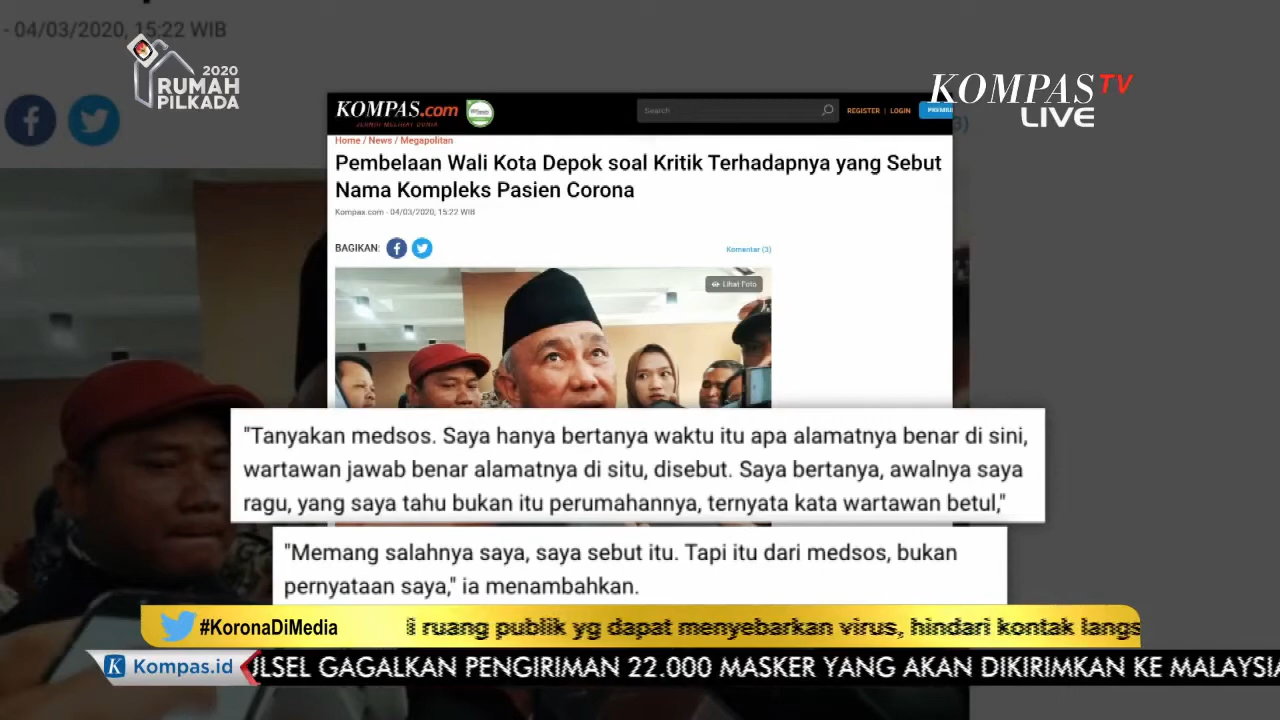 - 04/03/2020, 15:22 WIB
2020
RUMAH
PILKADA
KOMPAS TV
LIVE
KOMPAS.com
JERNIH MELIHAT DUNIA
Search
REGISTER | LOGIN
Home / News / Megapolitan
Pembelaan Wali Kota Depok soal Kritik Terhadapnya yang Sebut
Nama Kompleks Pasien Corona
Kompas.com - 04/03/2020, 15:22 WIB
BAGIKAN:
Komentar (3)
Lihat Foto
"Tanyakan medsos. Saya hanya bertanya waktu itu apa alamatnya benar di sini,
wartawan jawab benar alamatnya di situ, disebut. Saya bertanya, awalnya saya
ragu, yang saya tahu bukan itu perumahannya, ternyata kata wartawan betul,"
"Memang salahnya saya, saya sebut itu. Tapi itu dari medsos, bukan
pernyataan saya," ia menambahkan.
#KoronaDiMedia
ruang publik yg dapat menyebarkan virus, hindari kontak langs
Kompas.id
ULSEL GAGALKAN PENGIRIMAN 22.000 MASKER YANG AKAN DIKIRIMKAN KE MALAYSIA